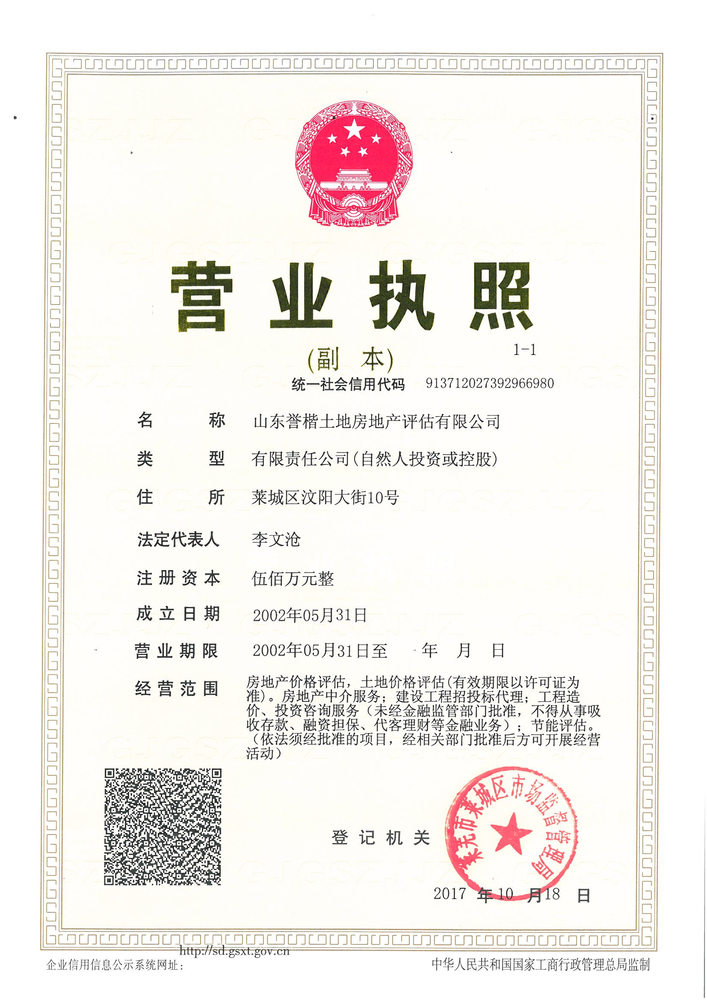 营业执照
(副 本)
1-1
统一社会信用代码 913712027392966980
名称 山东誉楷土地房地产评估有限公司
类型 有限责任公司(自然人投资或控股)
住所 莱城区汶阳大街10号
法定代表人 李文沧
注册资本 伍佰万元整
成立日期 2002年05月31日
营业期限 2002年05月31日至 年 月 日
经营范围 房地产价格评估，土地价格评估(有效期限以许可证为
准)。房地产中介服务；建设工程招投标代理；工程造
价、投资咨询服务（未经金融监管部门批准，不得从事吸
收存款、融资担保、代客理财等金融业务）；节能评估。
（依法须经批准的项目，经相关部门批准后方可开展经营
活动）
莱芜市莱城区市场监督管理局
登记机关
2017 年 10 月 18 日
http://sd.gsxt.gov.cn
企业信用信息公示系统网址：
中华人民共和国国家工商行政管理总局监制